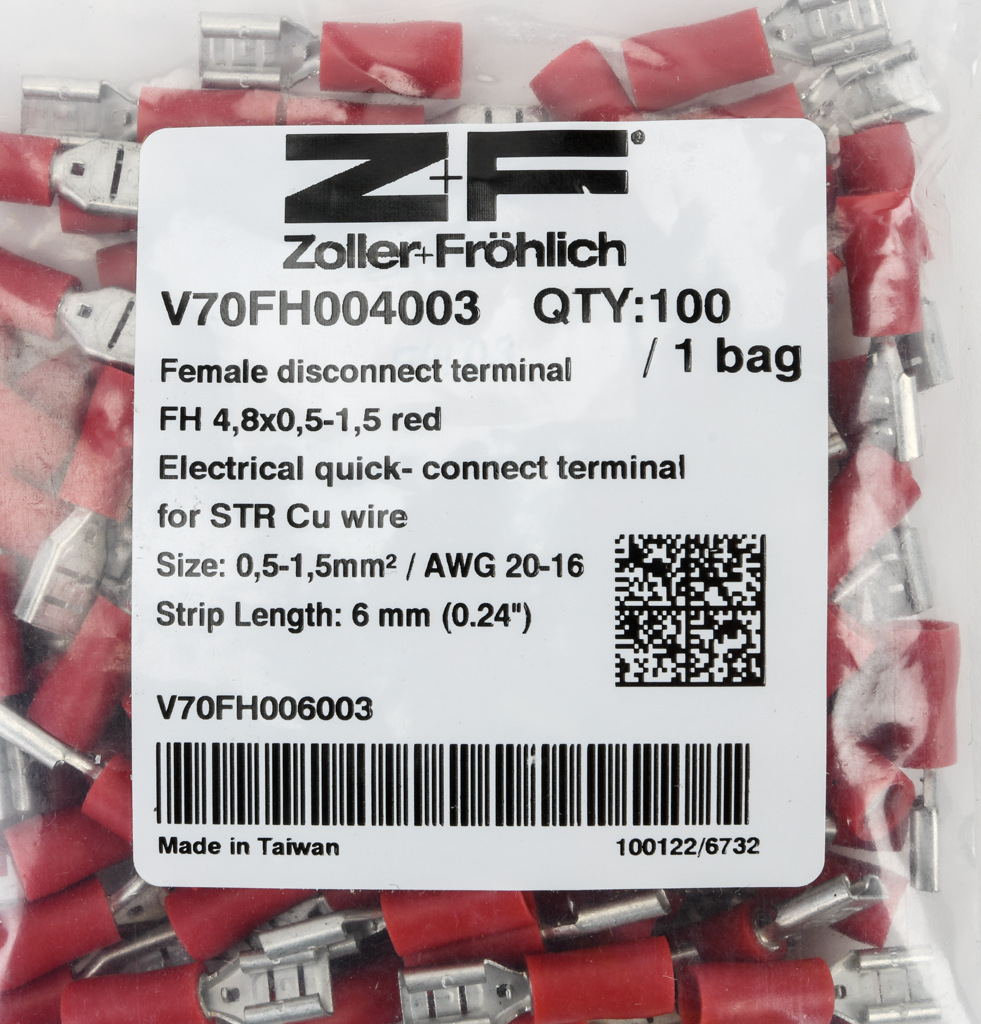 Z+F®
Zoller+Fröhlich
V70FH004003 QTY:100
/ 1 bag
Female disconnect terminal
FH 4,8x0,5-1,5 red
Electrical quick- connect terminal
for STR Cu wire
Size: 0,5-1,5mm² / AWG 20-16
Strip Length: 6 mm (0.24")
V70FH006003
Made in Taiwan 100122/6732